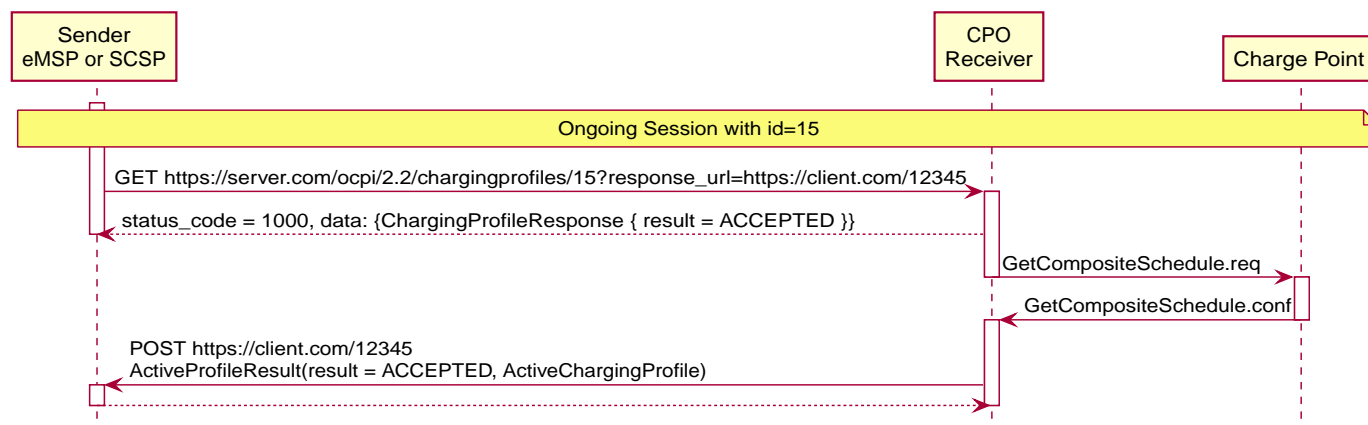 Sender
eMSP or SCSP
CPO
Receiver
Charge Point
Ongoing Session with id=15
GET https://server.com/ocpi/2.2/chargingprofiles/15?response_url=https://client.com/12345
status_code = 1000, data: {ChargingProfileResponse { result = ACCEPTED }}
GetCompositeSchedule.req
GetCompositeSchedule.conf
POST https://client.com/12345
ActiveProfileResult(result = ACCEPTED, ActiveChargingProfile)